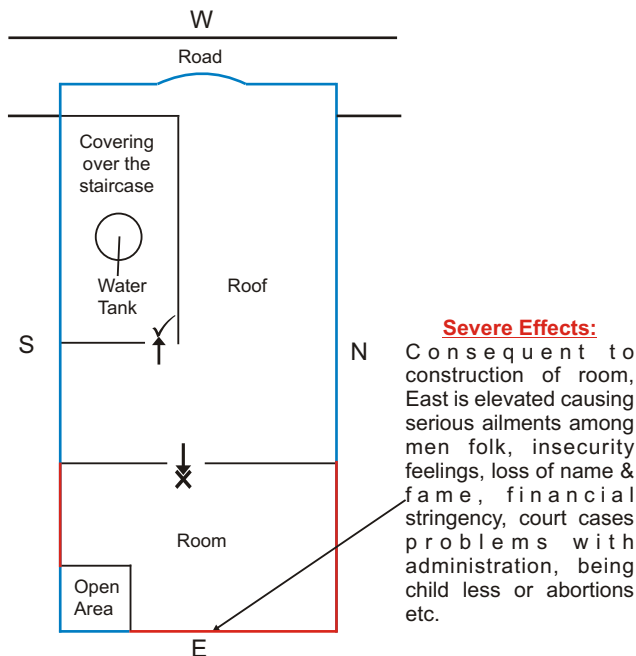 W
Road
Covering
over the
staircase
Water
Tank
Roof
S
N
Severe Effects:
Consequent to
construction of room,
East is elevated causing
serious ailments among
men folk, insecurity
feelings, loss of name &
fame, financial
stringency, court cases
problems with
administration, being
child less or abortions
etc.
Room
Open
Area
E